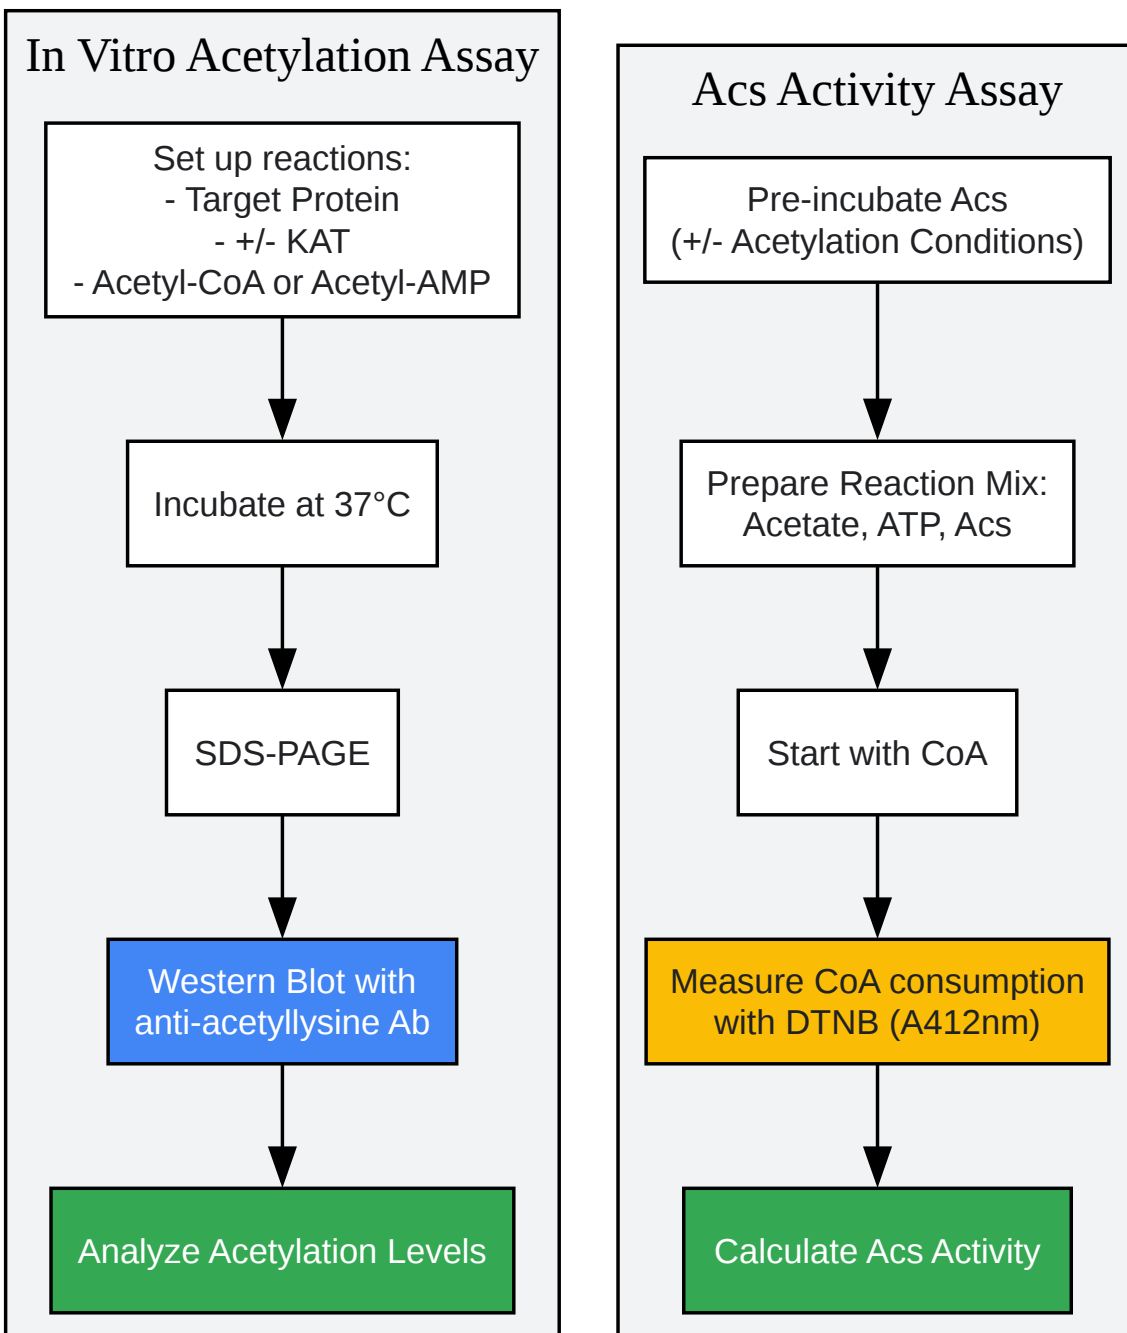 In Vitro Acetylation Assay
Set up reactions:
- Target Protein
- +/- KAT
- Acetyl-CoA or Acetyl-AMP
Incubate at 37°C
SDS-PAGE
Western Blot with
anti-acetyllysine Ab
Analyze Acetylation Levels
Acs Activity Assay
Pre-incubate Acs
(+/- Acetylation Conditions)
Prepare Reaction Mix:
Acetate, ATP, Acs
Start with CoA
Measure CoA consumption
with DTNB (A412nm)
Calculate Acs Activity